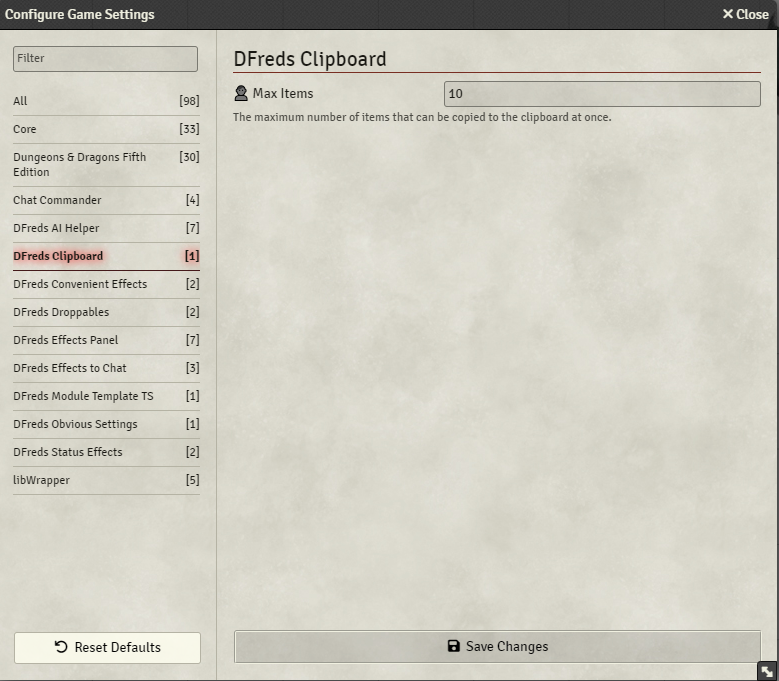 Configure Game Settings
Close
Filter
All [98]
Core [33]
Dungeons & Dragons Fifth [30]
Edition
Chat Commander [4]
DFreds AI Helper [7]
DFreds Clipboard [1]
DFreds Convenient Effects [2]
DFreds Droppables [2]
DFreds Effects Panel [7]
DFreds Effects to Chat [3]
DFreds Module Template TS [1]
DFreds Obvious Settings [1]
DFreds Status Effects [2]
libWrapper [5]
Reset Defaults
DFreds Clipboard
Max Items 10
The maximum number of items that can be copied to the clipboard at once.
Save Changes